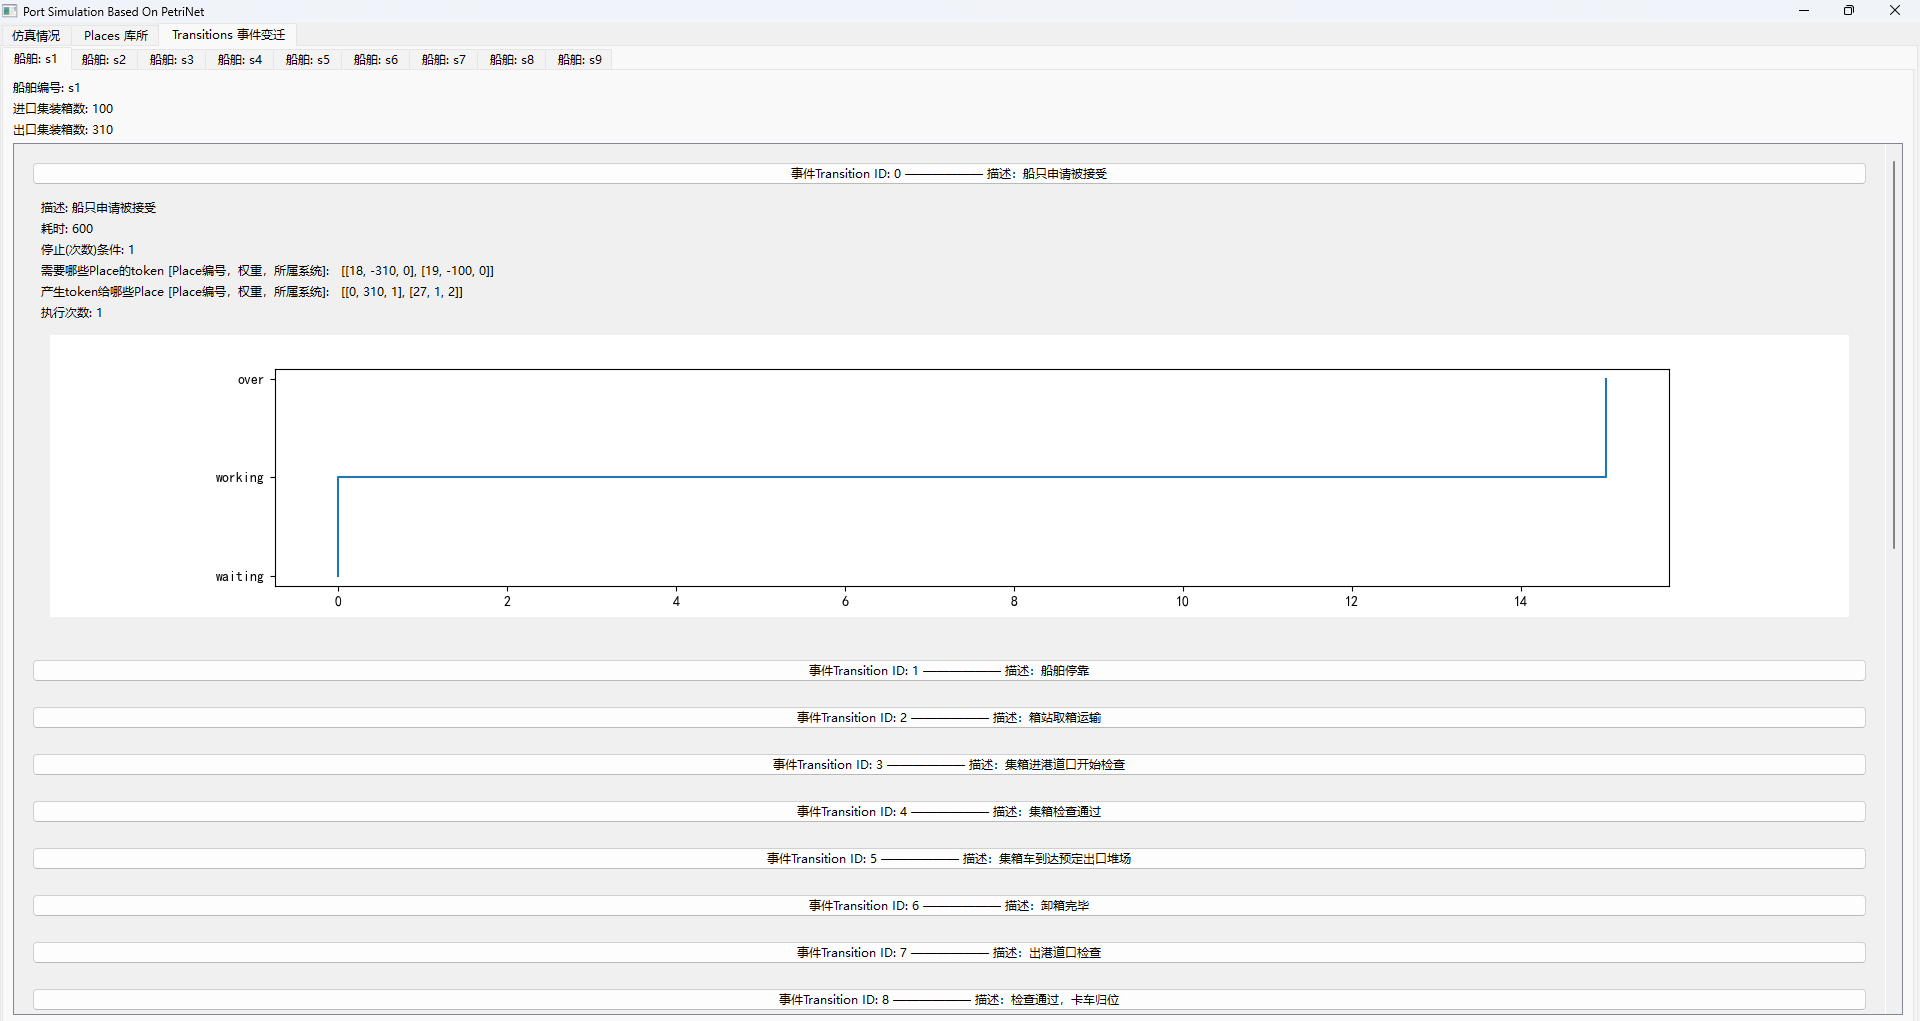 Port Simulation Based On PetriNet
仿真情况 Places 库所 Transitions 事件变迁
船舶: s1 船舶: s2 船舶: s3 船舶: s4 船舶: s5 船舶: s6 船舶: s7 船舶: s8 船舶: s9
船舶编号: s1
进口集装箱数: 100
出口集装箱数: 310
事件Transition ID: 0 —————— 描述：船只申请被接受
描述: 船只申请被接受
耗时: 600
停止(次数)条件: 1
需要哪些Place的token [Place编号，权重，所属系统]: [[18, -310, 0], [19, -100, 0]]
产生token给哪些Place [Place编号，权重，所属系统]: [[0, 310, 1], [27, 1, 2]]
执行次数: 1
over
working
waiting
0 2 4 6 8 10 12 14
事件Transition ID: 1 —————— 描述：船舶停靠
事件Transition ID: 2 —————— 描述：箱站取箱运输
事件Transition ID: 3 —————— 描述：集箱进港道口开始检查
事件Transition ID: 4 —————— 描述：集箱检查通过
事件Transition ID: 5 —————— 描述：集箱车到达预定出口堆场
事件Transition ID: 6 —————— 描述：卸箱完毕
事件Transition ID: 7 —————— 描述：出港道口检查
事件Transition ID: 8 —————— 描述：检查通过，卡车归位